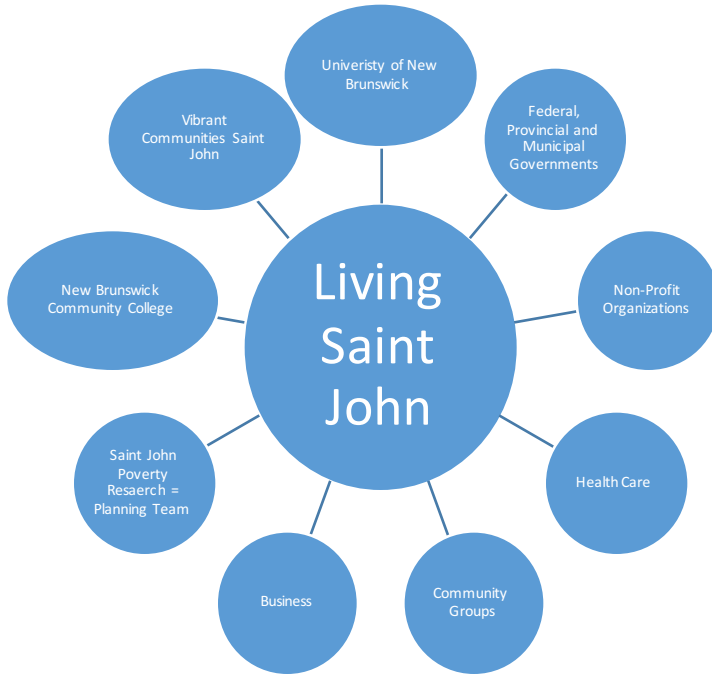 Univeristy of New
Brunswick
Federal,
Provincial and
Municipal
Governments
Non-Profit
Organizations
Health Care
Community
Groups
Business
Saint John
Poverty
Resaerch =
Planning Team
New Brunswick
Community College
Vibrant
Communities Saint
John
Living
Saint
John